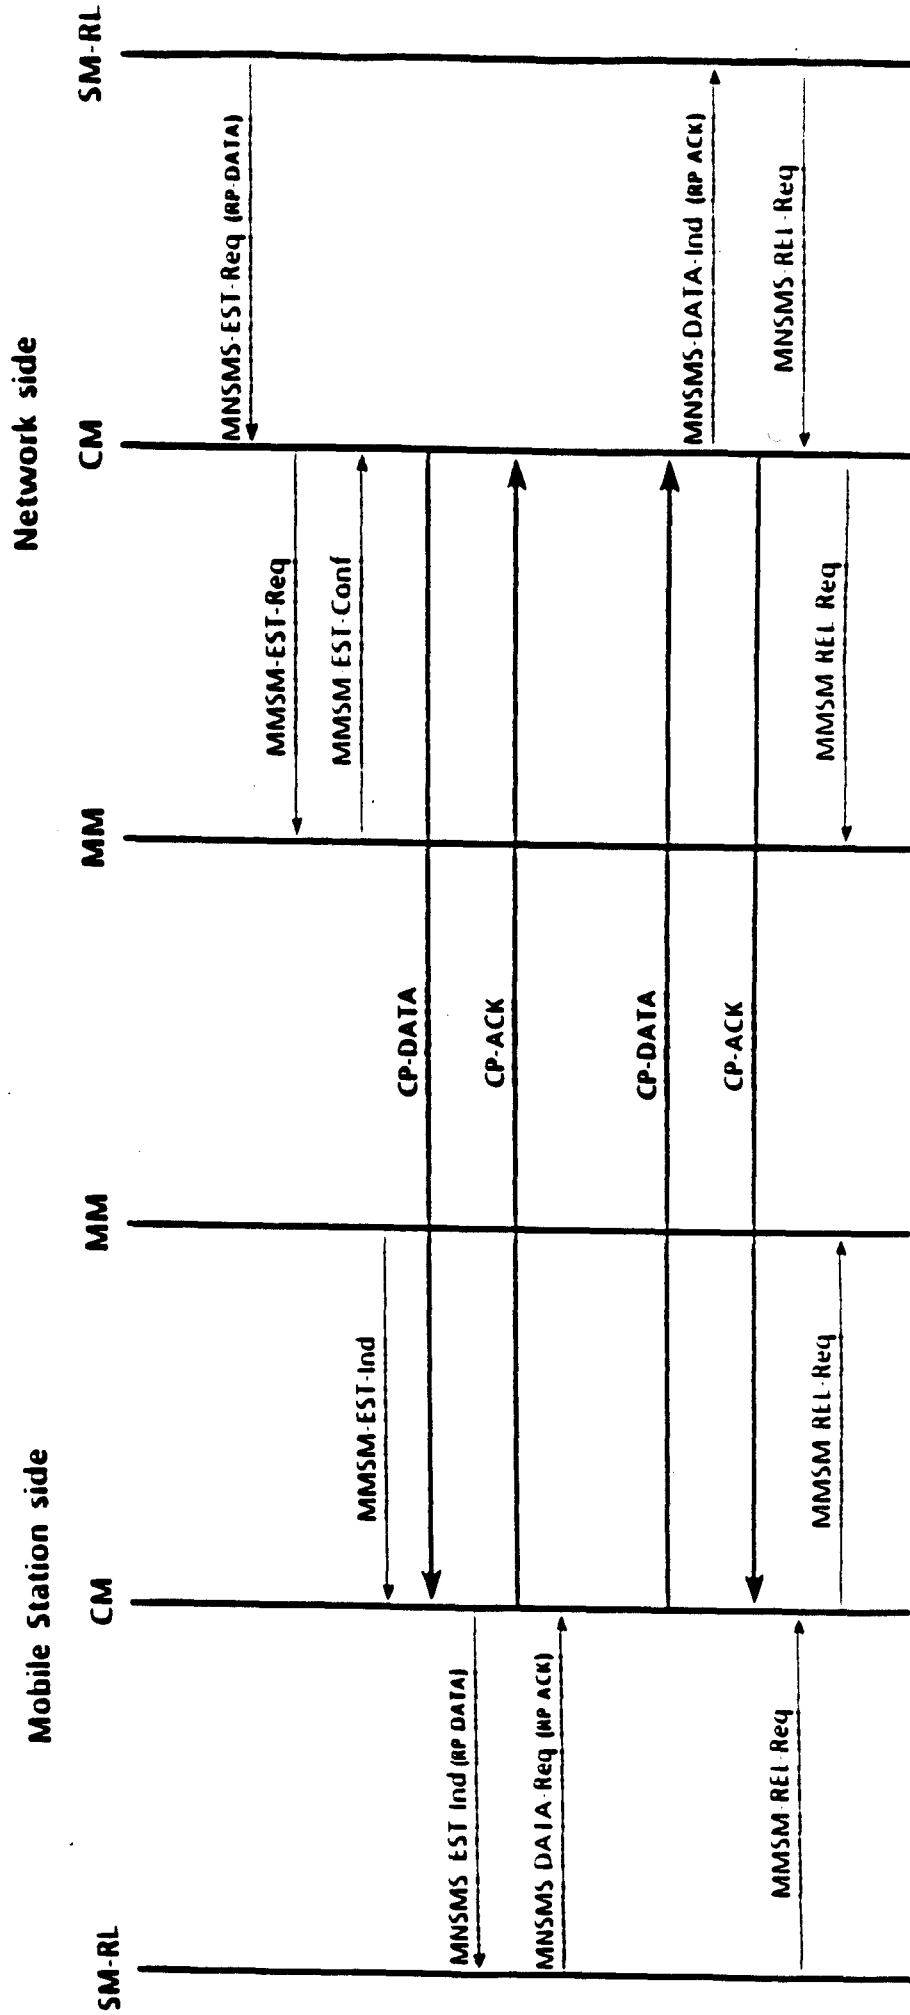 Mobile Station side
Network side
SM-RL
CM
MM
MM
CM
SM-RL
MNSMS-EST-Req (RP-DATA)
MMSM-EST-Req
MMSM EST-Conf
MMSM-EST-Ind
CP-DATA
MNSMS EST Ind (RP DATA)
CP-ACK
MNSMS DATA-Req (RP ACK)
CP-DATA
MNSMS-DATA-Ind (RP ACK)
CP-ACK
MMSM-REL-Req
MNSMS-REL-Req
MMSM REL-Req
MMSM REL Req